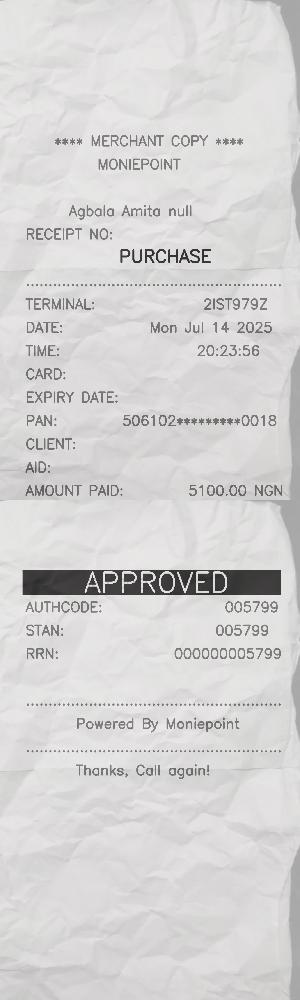 **** MERCHANT COPY ****
MONIEPOINT
Agbala Amita null
RECEIPT NO:
PURCHASE
TERMINAL: 2IST979Z
DATE: Mon Jul 14 2025
TIME: 20:23:56
CARD:
EXPIRY DATE:
PAN: 506102*********0018
CLIENT:
AID:
AMOUNT PAID: 5100.00 NGN
APPROVED
AUTHCODE: 005799
STAN: 005799
RRN: 000000005799
Powered By Moniepoint
Thanks, Call again!